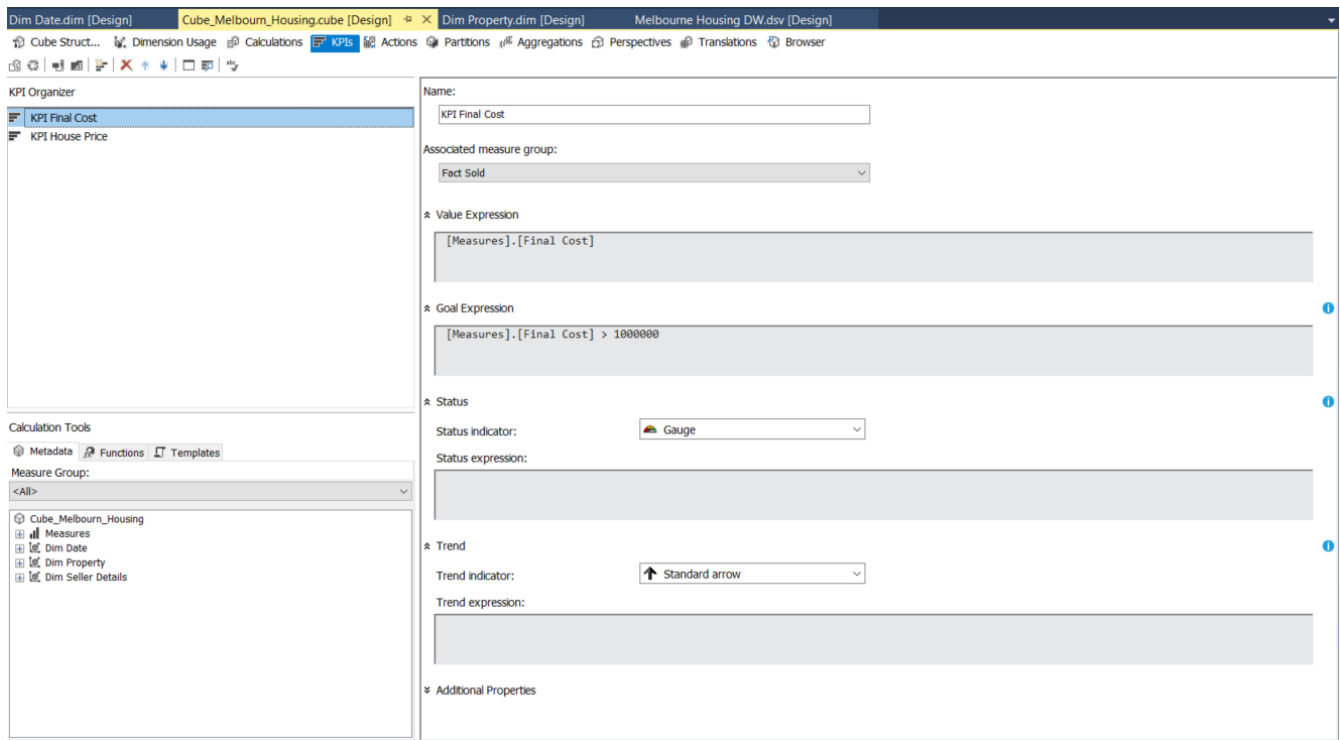 Dim Date.dim [Design] Cube_Melbourn_Housing.cube [Design] Dim Property.dim [Design] Melbourne Housing DW.dsv [Design]
Cube Struct... Dimension Usage Calculations KPIs Actions Partitions Aggregations Perspectives Translations Browser
KPI Organizer
KPI Final Cost
KPI House Price
Calculation Tools
Metadata Functions Templates
Measure Group:
<All>
Cube_Melbourn_Housing
Measures
Dim Date
Dim Property
Dim Seller Details
Name:
KPI Final Cost
Associated measure group:
Fact Sold
Value Expression
[Measures].[Final Cost]
Goal Expression
[Measures].[Final Cost] > 1000000
Status
Status indicator: Gauge
Status expression:
Trend
Trend indicator: Standard arrow
Trend expression:
Additional Properties